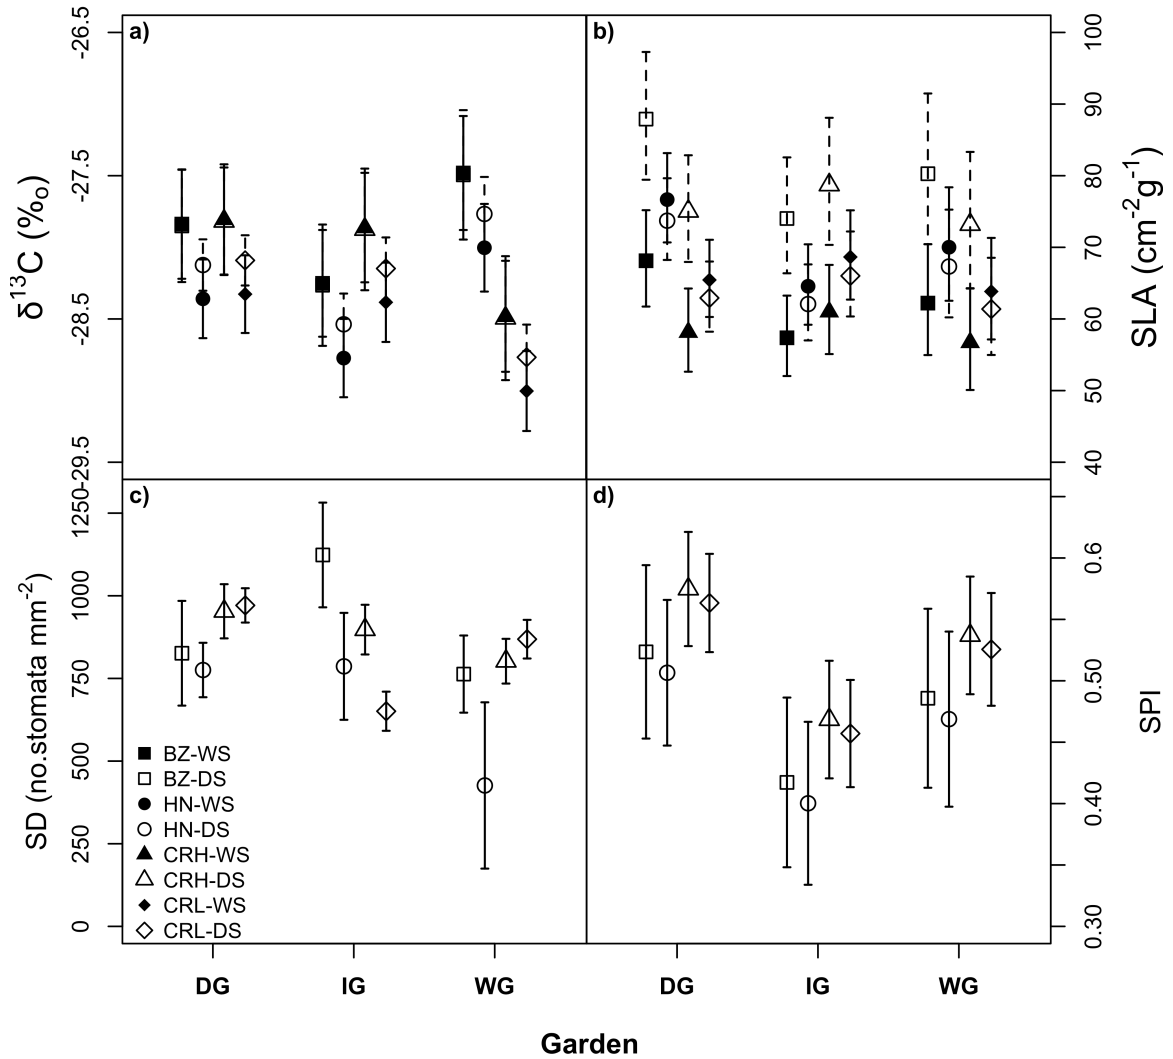 a)
b)
-26.5
-27.5
-28.5
-29.5
δ13C (‰)
100
90
80
70
60
50
40
SLA (cm-2g-1)
c)
d)
1250
1000
750
500
250
0
SD (no.stomata mm-2)
0.6
0.50
0.40
0.30
SPI
BZ-WS
BZ-DS
HN-WS
HN-DS
CRH-WS
CRH-DS
CRL-WS
CRL-DS
DG IG WG DG IG WG
Garden